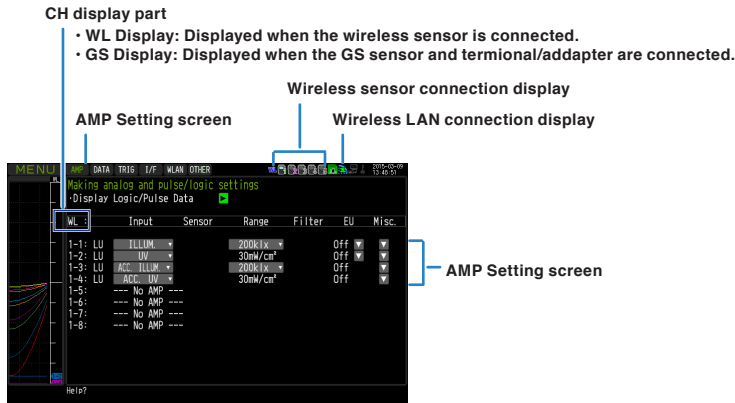 CH display part
・WL Display: Displayed when the wireless sensor is connected.
・GS Display: Displayed when the GS sensor and termional/addapter are connected.
Wireless sensor connection display
AMP Setting screen
Wireless LAN connection display
MENU AMP DATA TRIG I/F WLAN OTHER 2015-03-09
13:48:51
Making analog and pulse/logic settings
·Display Logic/Pulse Data
WL : Input Sensor Range Filter EU Misc.
1-1: LU ILLUM. 200klx Off
1-2: LU UV 30mW/cm² Off
1-3: LU ACC. ILLUM. 200klx Off
1-4: LU ACC. UV 30mW/cm² Off
1-5: --- No AMP ---
1-6: --- No AMP ---
1-7: --- No AMP ---
1-8: --- No AMP ---
AMP Setting screen
Help?